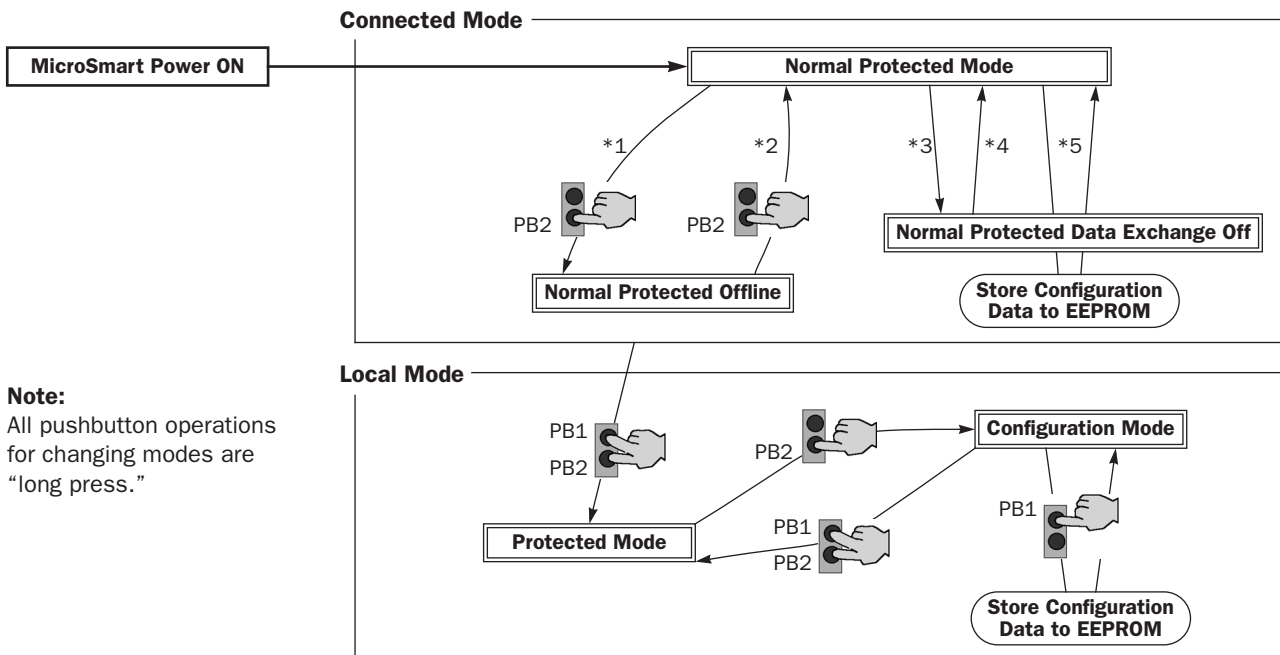 Connected Mode
MicroSmart Power ON
Normal Protected Mode
*1
*2
*3
*4
*5
PB2
PB2
Normal Protected Data Exchange Off
Normal Protected Offline
Store Configuration
Data to EEPROM
Local Mode
Note:
All pushbutton operations
for changing modes are
“long press.”
PB1
PB2
PB2
Configuration Mode
PB1
PB1
PB2
Protected Mode
Store Configuration
Data to EEPROM